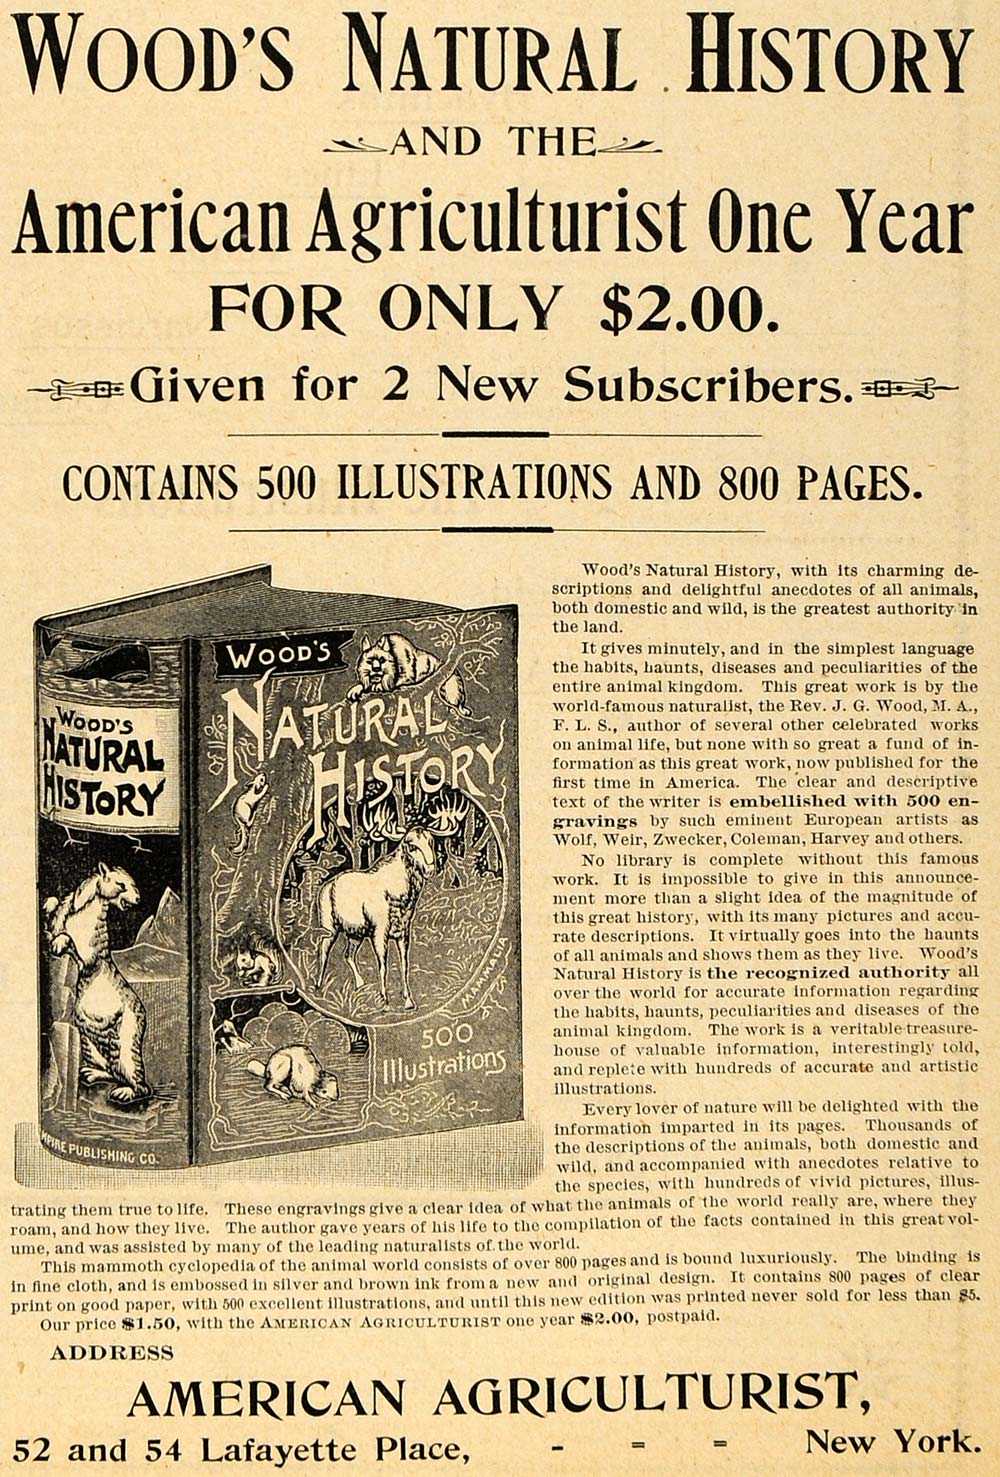 WOOD'S NATURAL HISTORY
AND THE
American Agriculturist One Year
FOR ONLY $2.00.
Given for 2 New Subscribers.
CONTAINS 500 ILLUSTRATIONS AND 800 PAGES.
WOOD'S
NATURAL
HISTORY
MAMMALIA
500
Illustrations
WOOD'S
NATURAL
HISTORY
MPIRE PUBLISHING CO.
Wood's Natural History, with its charming de-
scriptions and delightful anecdotes of all animals,
both domestic and wild, is the greatest authority in
the land.
It gives minutely, and in the simplest language
the habits, haunts, diseases and peculiarities of the
entire animal kingdom. This great work is by the
world-famous naturalist, the Rev. J. G. Wood, M. A.,
F. L. S., author of several other celebrated works
on animal life, but none with so great a fund of in-
formation as this great work, now published for the
first time in America. The clear and descriptive
text of the writer is embellished with 500 en-
gravings by such eminent European artists as
Wolf, Weir, Zwecker, Coleman, Harvey and others.
No library is complete without this famous
work. It is impossible to give in this announce-
ment more than a slight idea of the magnitude of
this great history, with its many pictures and accu-
rate descriptions. It virtually goes into the haunts
of all animals and shows them as they live. Wood's
Natural History is the recognized authority all
over the world for accurate information regarding
the habits, haunts, peculiarities and diseases of the
animal kingdom. The work is a veritable treasure-
house of valuable information, interestingly told,
and replete with hundreds of accurate and artistic
illustrations.
Every lover of nature will be delighted with the
information imparted in its pages. Thousands of
the descriptions of the animals, both domestic and
wild, and accompanied with anecdotes relative to
the species, with hundreds of vivid pictures, illus-
trating them true to life. These engravings give a clear idea of what the animals of the world really are, where they
roam, and how they live. The author gave years of his life to the compilation of the facts contained in this great vol-
ume, and was assisted by many of the leading naturalists of the world.
This mammoth cyclopedia of the animal world consists of over 800 pages and is bound luxuriously. The binding is
in fine cloth, and is embossed in silver and brown ink from a new and original design. It contains 800 pages of clear
print on good paper, with 500 excellent illustrations, and until this new edition was printed never sold for less than $5.
Our price $1.50, with the AMERICAN AGRICULTURIST one year $2.00, postpaid.
ADDRESS
AMERICAN AGRICULTURIST,
52 and 54 Lafayette Place, - - - New York.